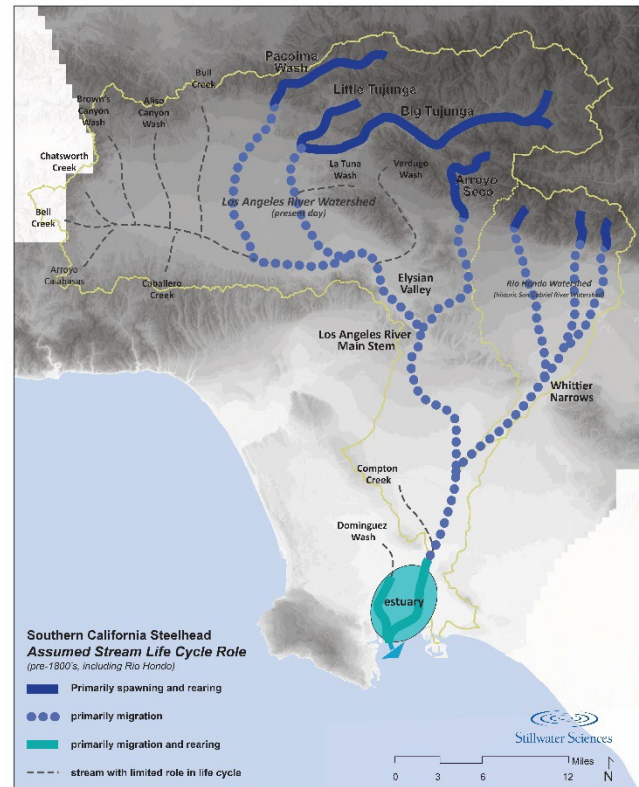 Pacoima
Wash
Bull
Creek
Little Tujunga
Big Tujunga
Brown's
Canyon
Wash
Aliso
Canyon
Wash
Chatsworth
Creek
La Tuna
Wash
Verdugo
Wash
Arroyo
Seco
Los Angeles River Watershed
(present day)
Bell
Creek
Arroyo
Calabasas
Caballero
Creek
Elysian
Valley
Rio Hondo Watershed
(historic San Gabriel River Watershed)
Los Angeles River
Main Stem
Whittier
Narrows
Compton
Creek
Dominguez
Wash
estuary
Southern California Steelhead
Assumed Stream Life Cycle Role
(pre-1800's, including Rio Hondo)
Primarily spawning and rearing
primarily migration
primarily migration and rearing
stream with limited role in life cycle
Stillwater Sciences
Miles
0 3 6 12
N